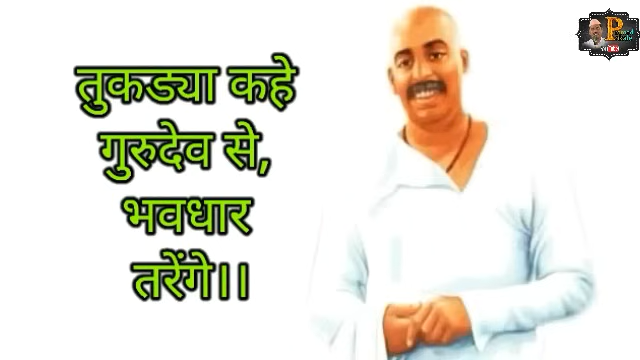 तुकड्या कहे
गुरुदेव से,
भवधार
तरेंगे।।